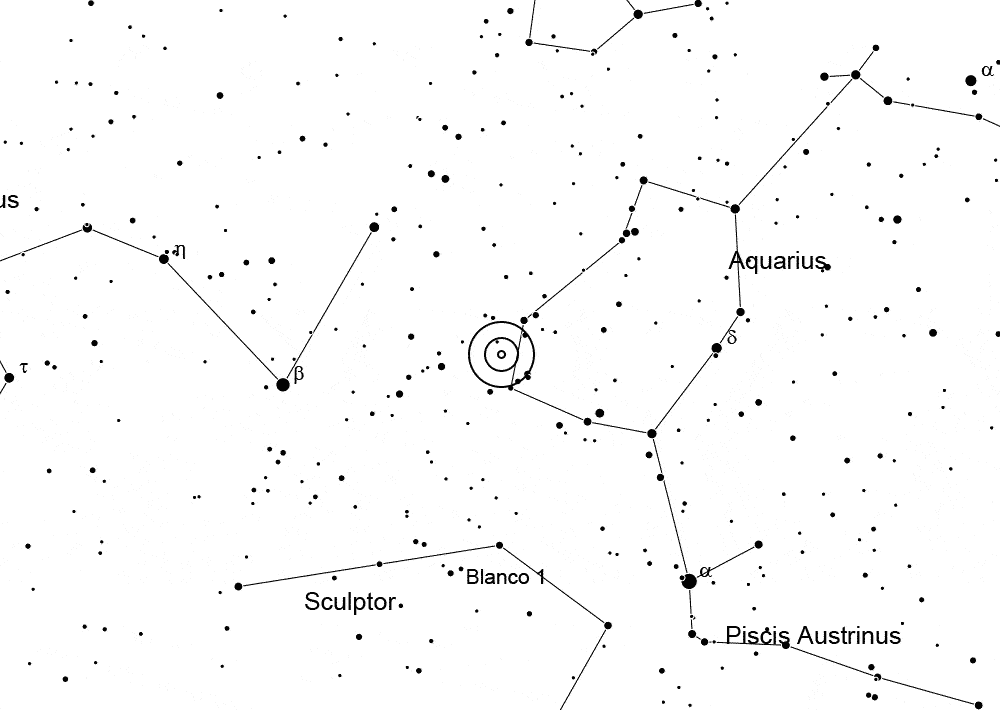 α
us
η
Aquarius
δ
τ
β
α
Blanco 1
Sculptor
Piscis Austrinus